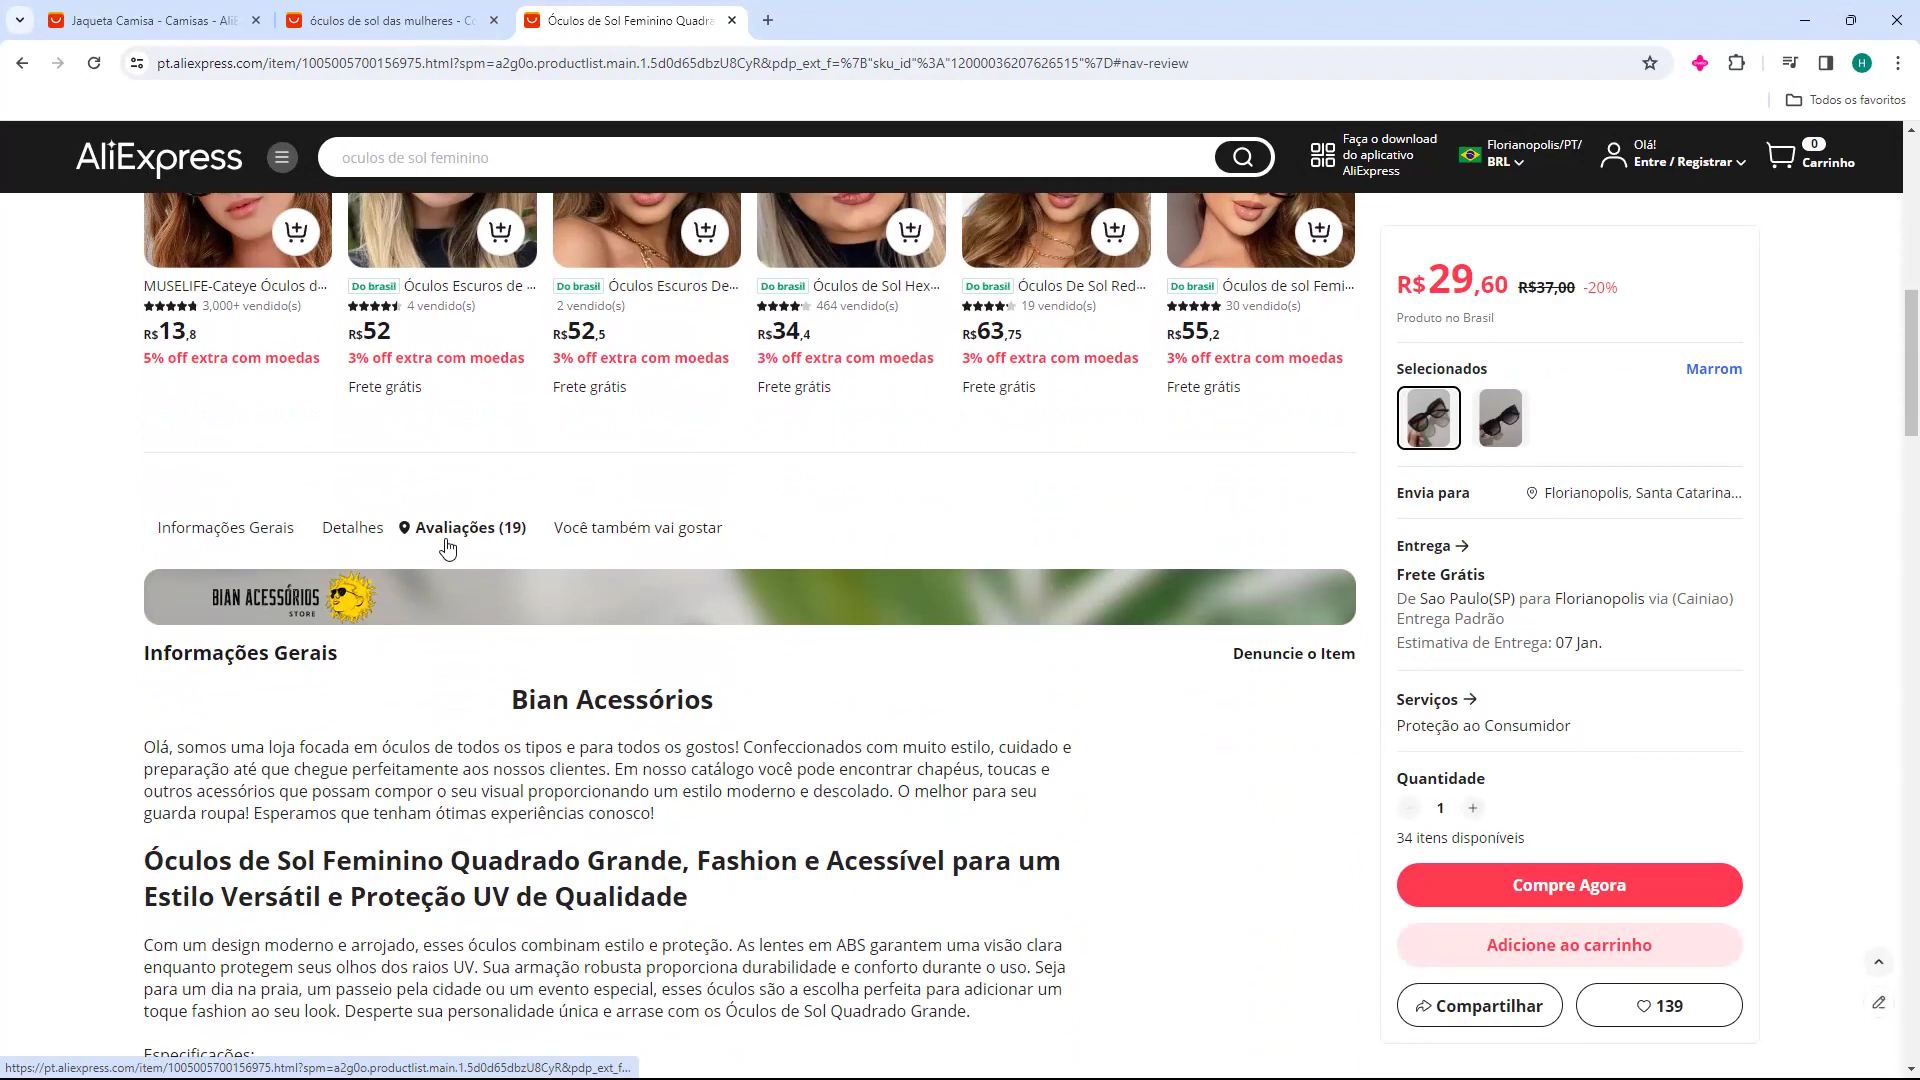 Jaqueta Camisa - Camisas - AliE
óculos de sol das mulheres - Co
Óculos de Sol Feminino Quadra
pt.aliexpress.com/item/1005005700156975.html?spm=a2g0o.productlist.main.1.5d0d65dbzU8CyR&pdp_ext_f=%7B"sku_id"%3A"12000036207626515"%7D#nav-review
H
Todos os favoritos
AliExpress
oculos de sol feminino
Faça o download
do aplicativo
AliExpress
Florianopolis/PT/
BRL
Olá!
Entre / Registrar
0
Carrinho
MUSELIFE-Cateye Óculos d...
3,000+ vendido(s)
R$13,8
5% off extra com moedas
Do brasil Óculos Escuros de ...
4 vendido(s)
R$52
3% off extra com moedas
Frete grátis
Do brasil Óculos Escuros De...
2 vendido(s)
R$52,5
3% off extra com moedas
Frete grátis
Do brasil Óculos de Sol Hex...
464 vendido(s)
R$34,4
3% off extra com moedas
Frete grátis
Do brasil Óculos De Sol Red...
19 vendido(s)
R$63,75
3% off extra com moedas
Frete grátis
Do brasil Óculos de sol Femi...
30 vendido(s)
R$55,2
3% off extra com moedas
Frete grátis
Informações Gerais Detalhes Avaliações (19) Você também vai gostar
BIAN ACESSÓRIOS
STORE
Informações Gerais
Denuncie o Item
Bian Acessórios
Olá, somos uma loja focada em óculos de todos os tipos e para todos os gostos! Confeccionados com muito estilo, cuidado e
preparação até que chegue perfeitamente aos nossos clientes. Em nosso catálogo você pode encontrar chapéus, toucas e
outros acessórios que possam compor o seu visual proporcionando um estilo moderno e descolado. O melhor para seu
guarda roupa! Esperamos que tenham ótimas experiências conosco!
Óculos de Sol Feminino Quadrado Grande, Fashion e Acessível para um
Estilo Versátil e Proteção UV de Qualidade
Com um design moderno e arrojado, esses óculos combinam estilo e proteção. As lentes em ABS garantem uma visão clara
enquanto protegem seus olhos dos raios UV. Sua armação robusta proporciona durabilidade e conforto durante o uso. Seja
para um dia na praia, um passeio pela cidade ou um evento especial, esses óculos são a escolha perfeita para adicionar um
toque fashion ao seu look. Desperte sua personalidade única e arrase com os Óculos de Sol Quadrado Grande.
Especificações:
R$29,60 R$37,00 -20%
Produto no Brasil
Selecionados Marrom
Envia para Florianopolis, Santa Catarina...
Entrega
Frete Grátis
De Sao Paulo(SP) para Florianopolis via (Cainiao)
Entrega Padrão
Estimativa de Entrega: 07 Jan.
Serviços
Proteção ao Consumidor
Quantidade
- 1 +
34 itens disponíveis
Compre Agora
Adicione ao carrinho
Compartilhar
139
https://pt.aliexpress.com/item/1005005700156975.html?spm=a2g0o.productlist.main.1.5d0d65dbzU8CyR&pdp_ext_f...